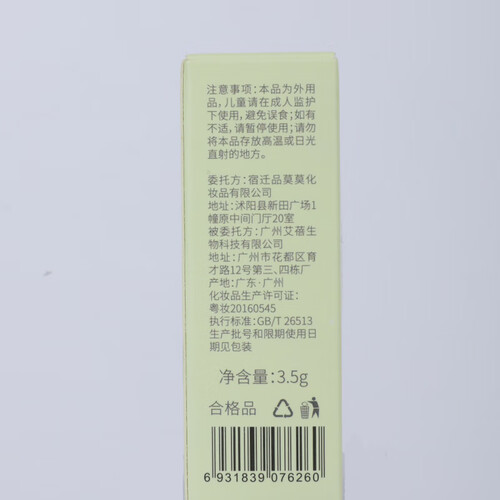 注意事项:本品为外用
品,儿童请在成人监护
下使用,避免误食;如有
不适,请暂停使用;请勿
将本品存放高温或日光
直射的地方。
委托方:宿迁品莫莫化
妆品有限公司
地址:沭阳县新田广场1
幢原中间门厅20室
被委托方:广州艾蓓生
物科技有限公司
地址:广州市花都区育
才路12号第三、四栋厂
产地:广东·广州
化妆品生产许可证:
粤妆20160545
执行标准:GB/T 26513
生产批号和限期使用日
期见包装
净含量:3.5g
合格品
6 931839 076260